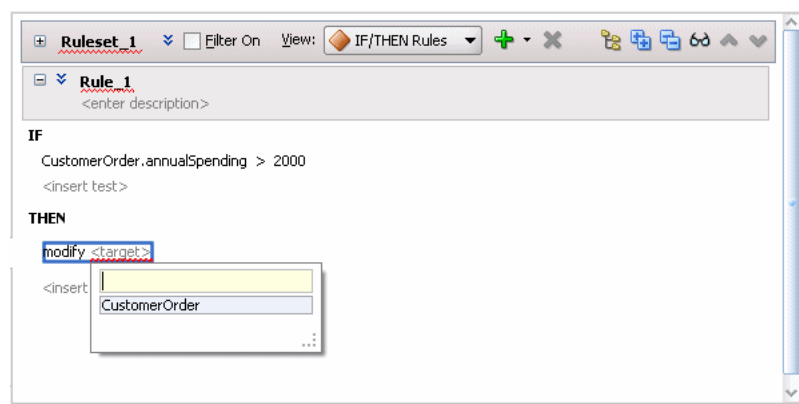 Ruleset_1 Filter On View: IF/THEN Rules
Rule_1
<enter description>
IF
CustomerOrder.annualSpending > 2000
<insert test>
THEN
modify <target>
<insert
CustomerOrder